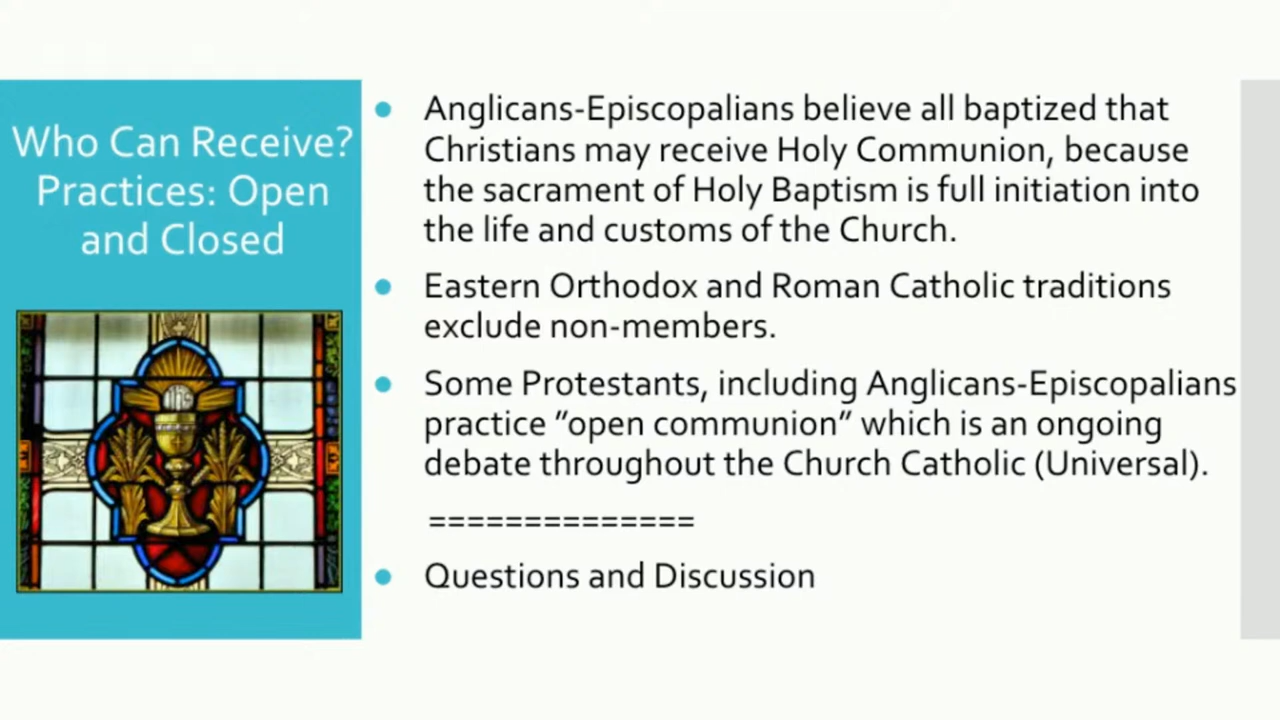 Who Can Receive?
Practices: Open
and Closed
• Anglicans-Episcopalians believe all baptized that
Christians may receive Holy Communion, because
the sacrament of Holy Baptism is full initiation into
the life and customs of the Church.
• Eastern Orthodox and Roman Catholic traditions
exclude non-members.
• Some Protestants, including Anglicans-Episcopalians
practice “open communion” which is an ongoing
debate throughout the Church Catholic (Universal).
==============
• Questions and Discussion